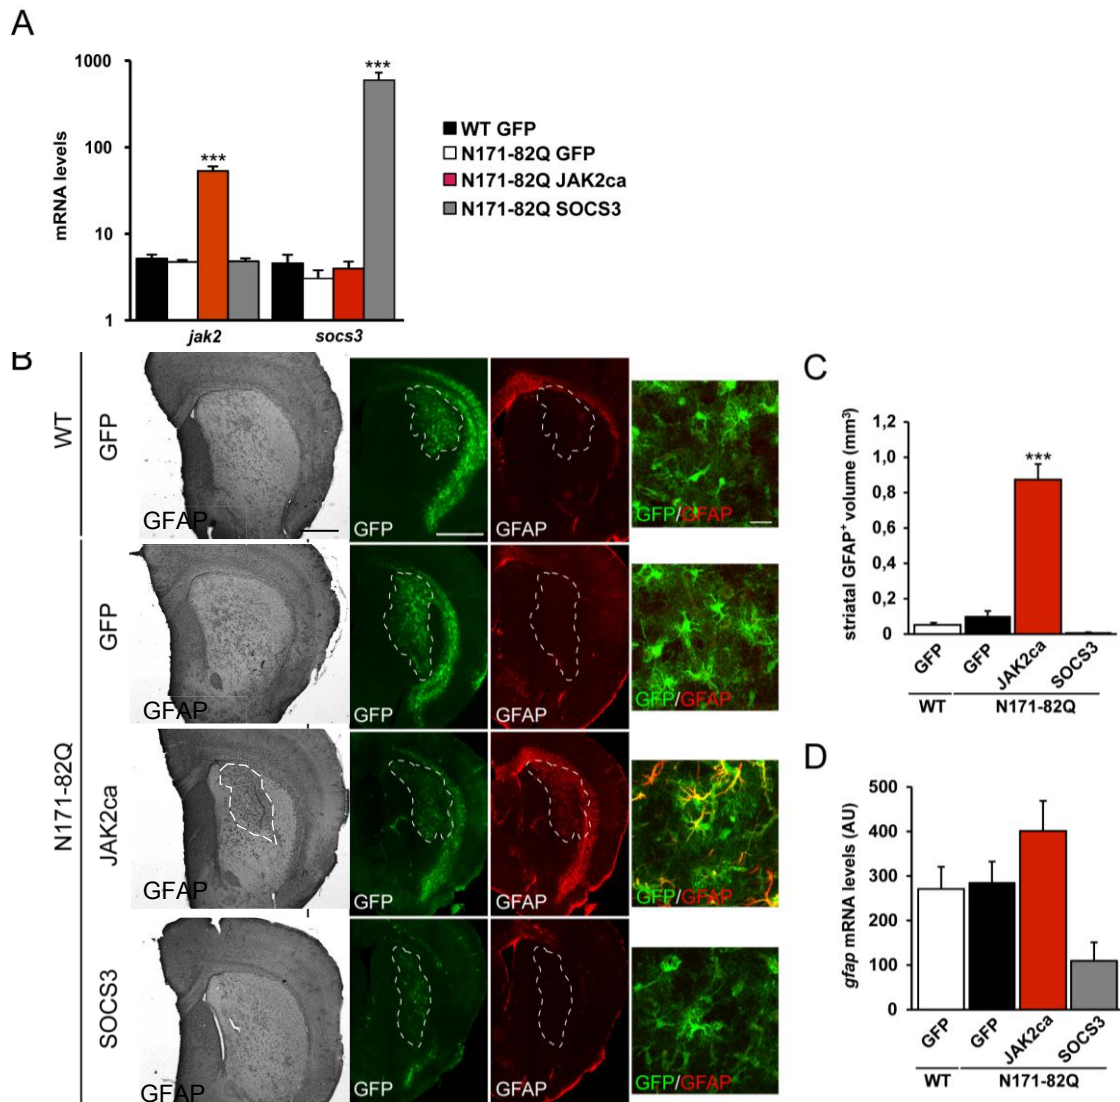 A
1000
100
10
1
mRNA levels
***
***
jak2
socs3
WT GFP
N171-82Q GFP
N171-82Q JAK2ca
N171-82Q SOCS3
B
WT
GFP
GFAP
GFP
GFAP
GFP/GFAP
N171-82Q
GFP
GFAP
GFP
GFAP
GFP/GFAP
JAK2ca
GFAP
GFP
GFAP
GFP/GFAP
SOCS3
GFAP
GFP
GFAP
GFP/GFAP
C
striatal GFAP⁺ volume (mm³)
1,2
1,0
0,8
0,6
0,4
0,2
0
***
GFP
GFP
JAK2ca
SOCS3
WT
N171-82Q
D
gfap mRNA levels (AU)
500
400
300
200
100
0
GFP
GFP
JAK2ca
SOCS3
WT
N171-82Q